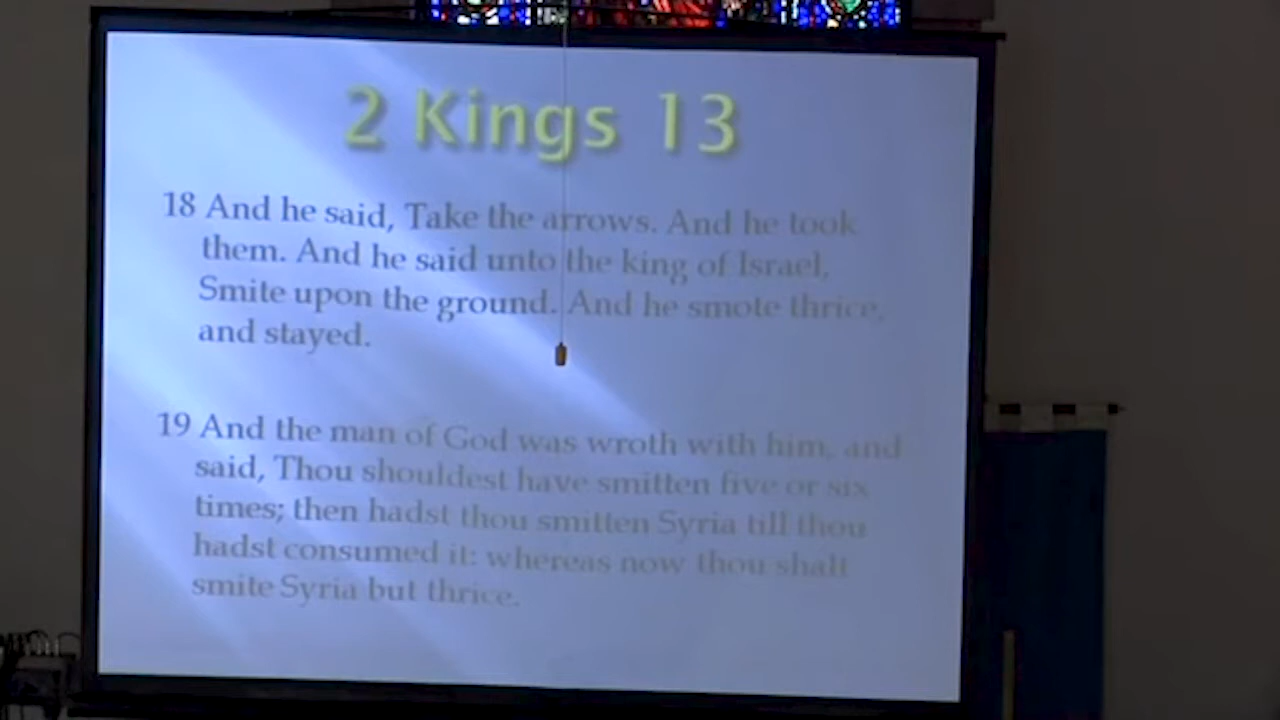 2 Kings 13
18 And he said, Take the arrows. And he took
them. And he said unto the king of Israel,
Smite upon the ground. And he smote thrice,
and stayed.
19 And the man of God was wroth with him, and
said, Thou shouldest have smitten five or six
times; then hadst thou smitten Syria till thou
hadst consumed it: whereas now thou shalt
smite Syria but thrice.